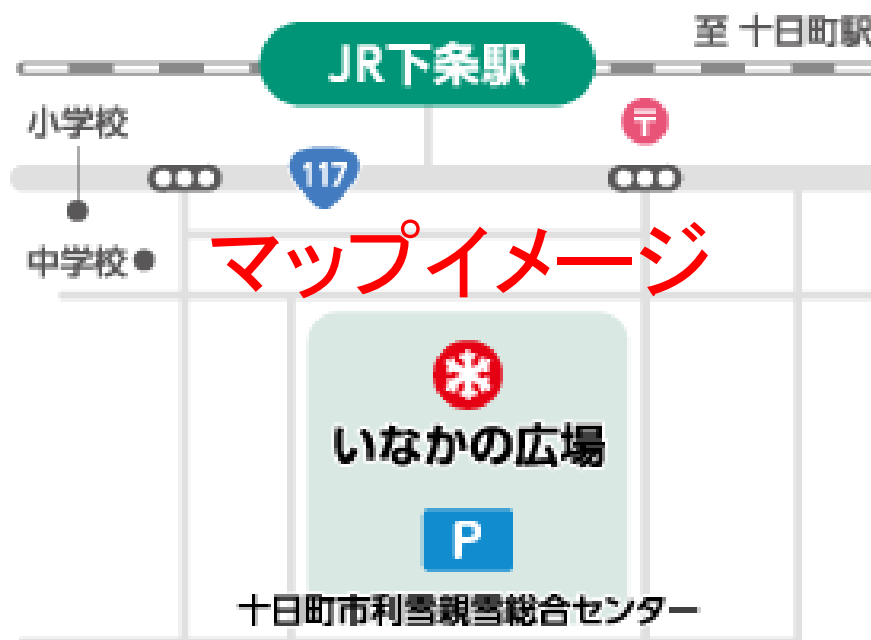 至 十日町駅
JR下条駅
小学校
〒
117
中学校
マップイメージ
いなかの広場
P
十日町市利雪親雪総合センター